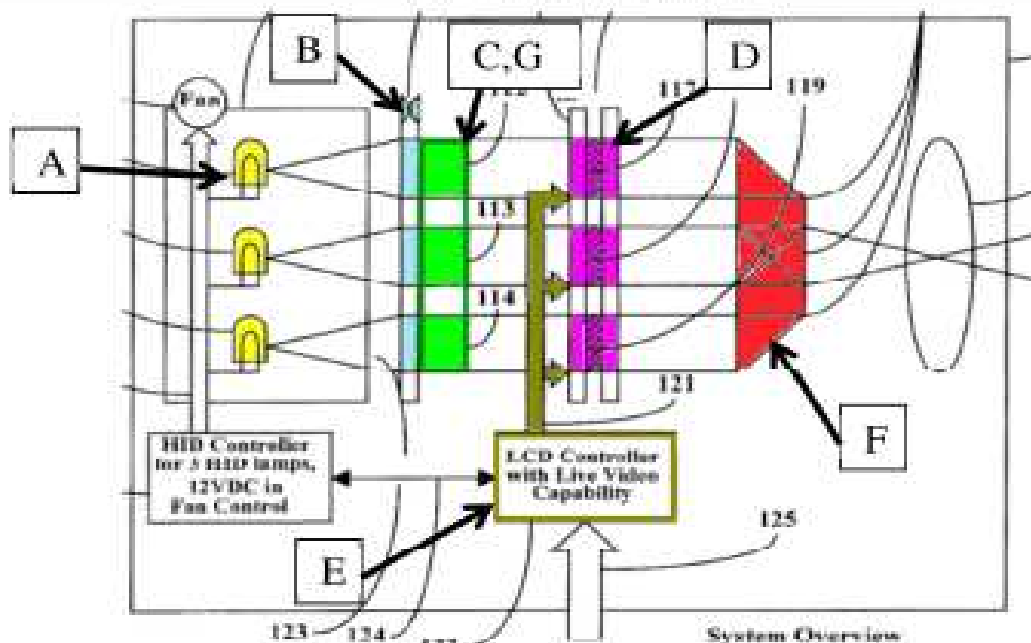 B
C,G
D
Fan
117
119
A
113
114
121
F
HID Controller
for 3 HID lamps,
12VDC in
Fan Control
LCD Controller
with Live Video
Capability
125
E
123
124
System Overview